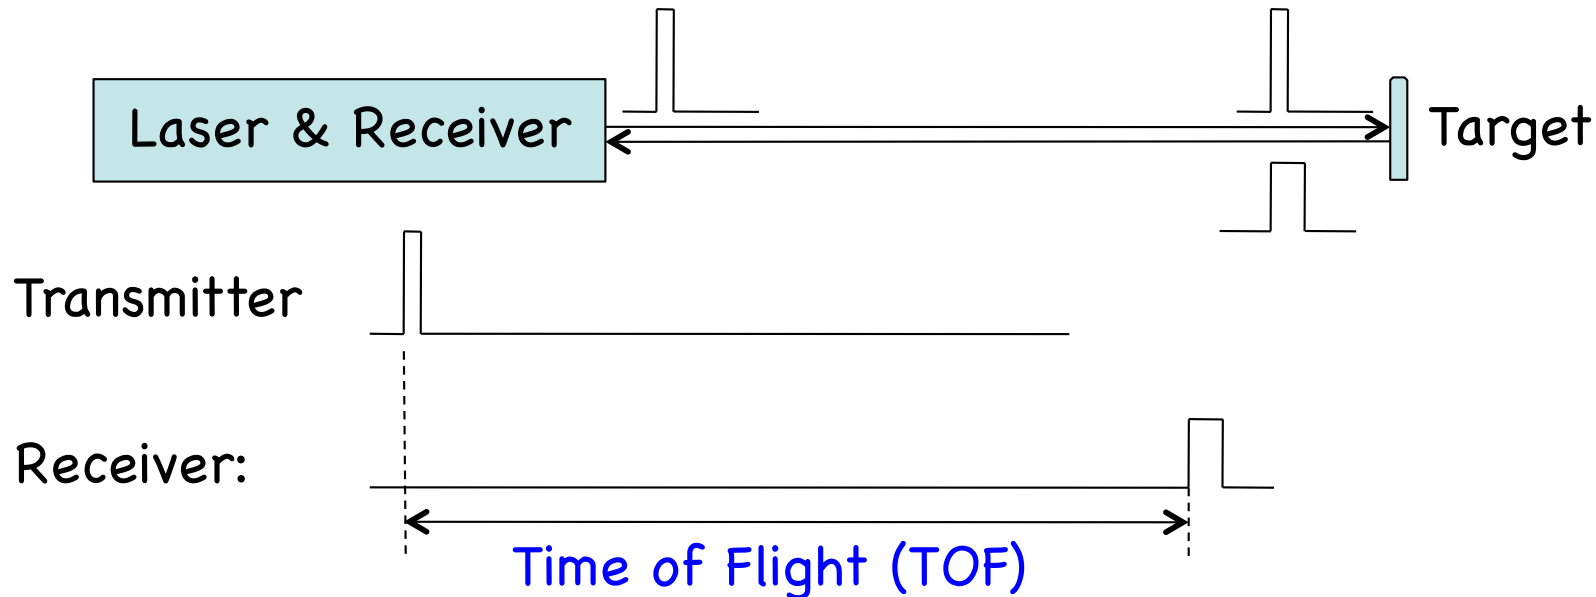 Laser & Receiver
Target
Transmitter
Receiver:
Time of Flight (TOF)